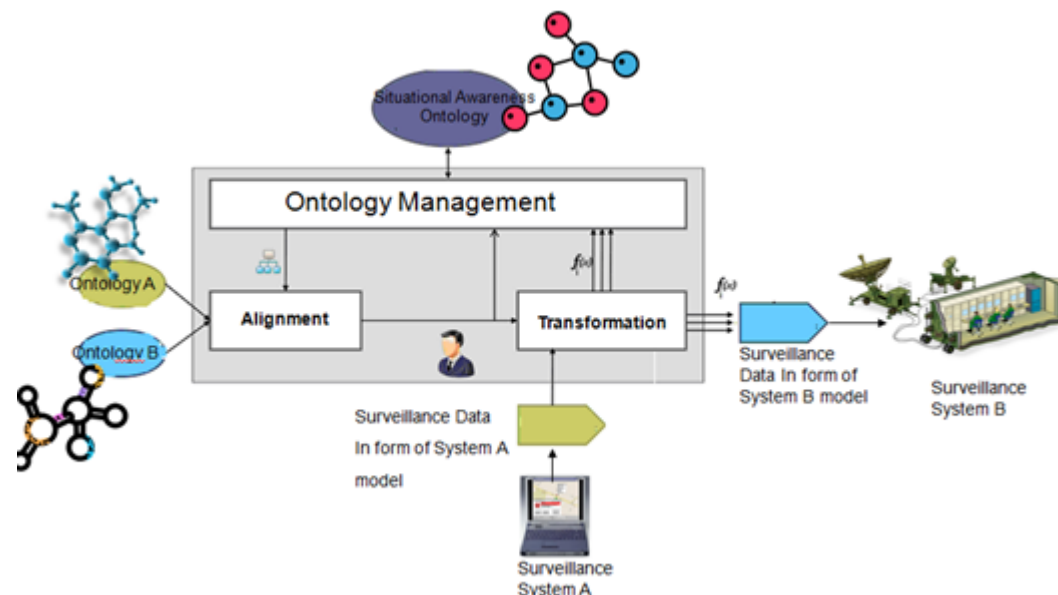 Situational Awareness
Ontology
Ontology Management
Ontology A
Ontology B
Alignment
Transformation
f(x)
i
f(x)
i
Surveillance Data
In form of System A
model
Surveillance
Data In form of
System B model
Surveillance
System B
Surveillance
System A